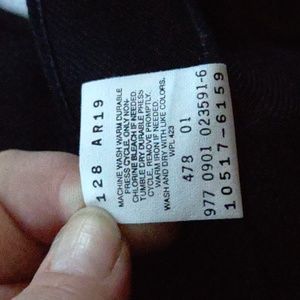 128 AR19
MACHINE WASH WARM DURABLE
PRESS CYCLE. ONLY NON-
CHLORINE BLEACH IF NEEDED.
TUMBLE DRY DURABLE PRESS
CYCLE. REMOVE PROMPTLY.
WARM IRON IF NEEDED.
WASH AND DRY WITH LIKE COLORS.
WPL 423
478 01
977 0901 023591-6
10517-6159